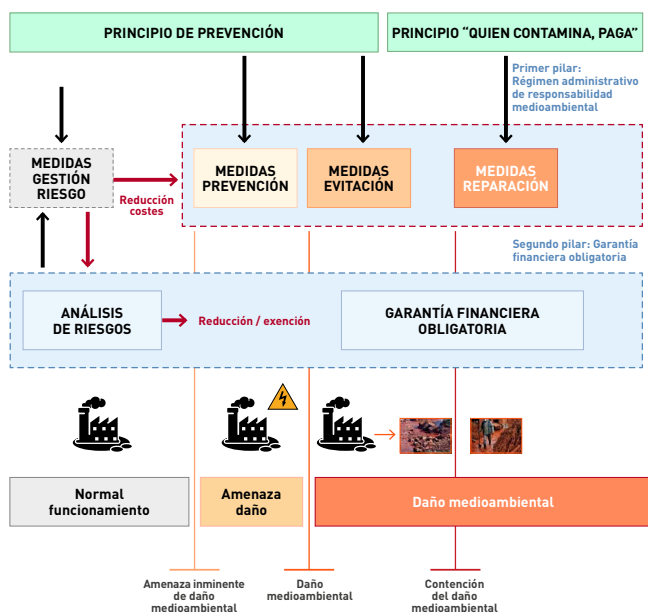 PRINCIPIO DE PREVENCIÓN
PRINCIPIO “QUIEN CONTAMINA, PAGA”
Primer pilar:
Régimen administrativo
de responsabilidad
medioambiental
MEDIDAS
GESTIÓN
RIESGO
Reducción
costes
MEDIDAS
PREVENCIÓN
MEDIDAS
EVITACIÓN
MEDIDAS
REPARACIÓN
Segundo pilar: Garantía
financiera obligatoria
ANÁLISIS
DE RIESGOS
Reducción / exención
GARANTÍA FINANCIERA
OBLIGATORIA
Normal
funcionamiento
Amenaza
daño
Daño medioambiental
Amenaza inminente
de daño
medioambiental
Daño
medioambiental
Contención
del daño
medioambiental